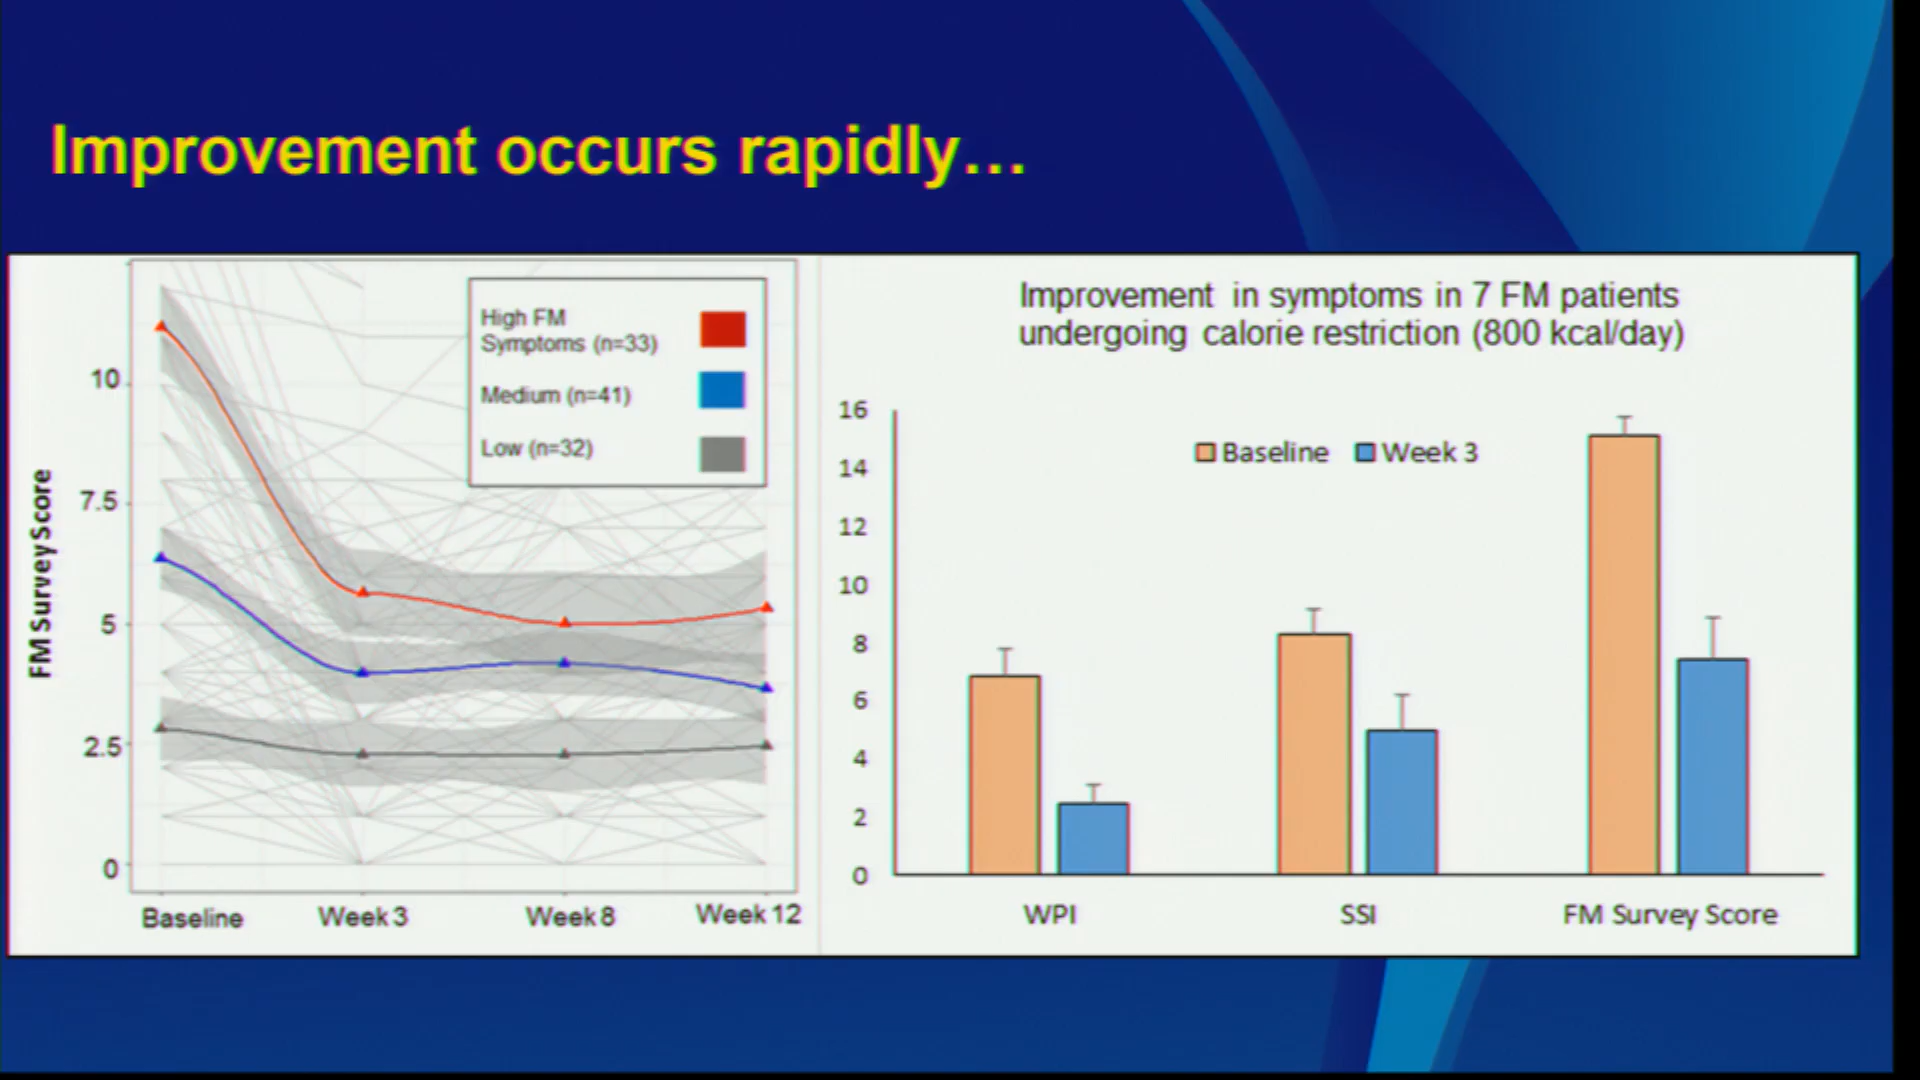 Improvement occurs rapidly...
FM Survey Score
10
7.5
5
2.5
0
High FM
Symptoms (n=33)
Medium (n=41)
Low (n=32)
Baseline
Week 3
Week 8
Week 12
Improvement in symptoms in 7 FM patients
undergoing calorie restriction (800 kcal/day)
16
14
12
10
8
6
4
2
0
Baseline
Week 3
WPI
SSI
FM Survey Score